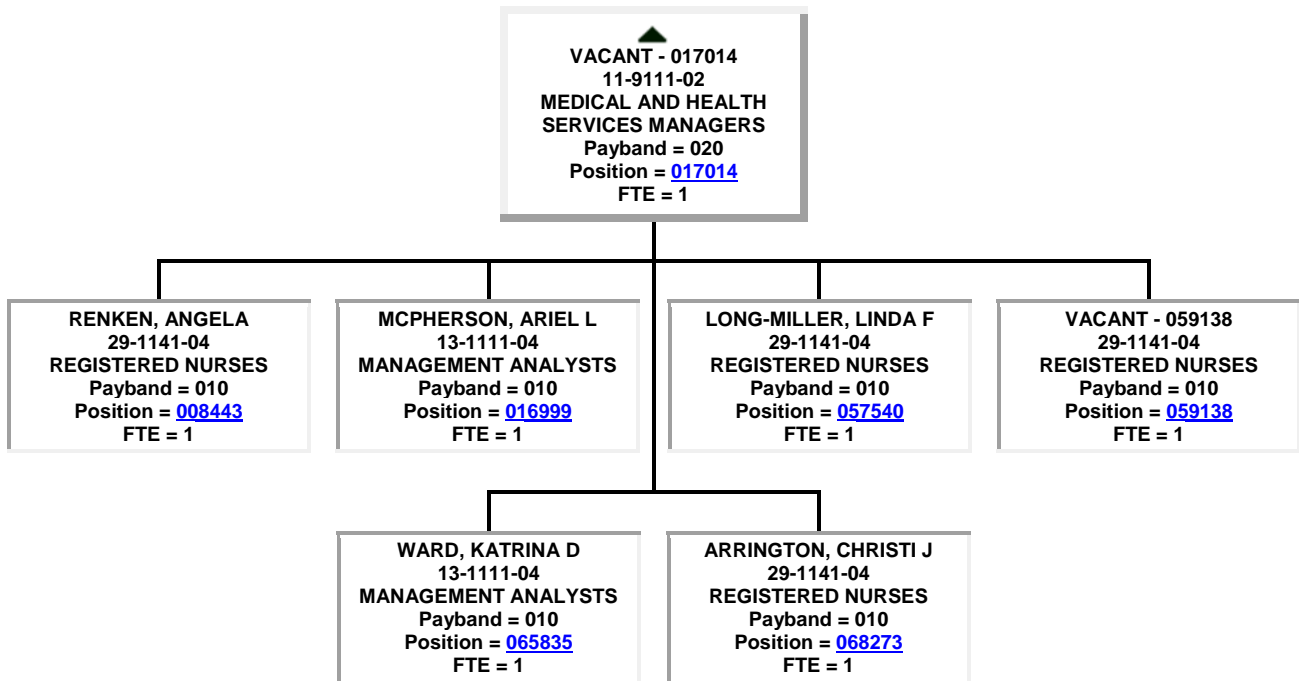 VACANT - 017014
11-9111-02
MEDICAL AND HEALTH
SERVICES MANAGERS
Payband = 020
Position = 017014
FTE = 1
RENKEN, ANGELA
29-1141-04
REGISTERED NURSES
Payband = 010
Position = 008443
FTE = 1
MCPHERSON, ARIEL L
13-1111-04
MANAGEMENT ANALYSTS
Payband = 010
Position = 016999
FTE = 1
LONG-MILLER, LINDA F
29-1141-04
REGISTERED NURSES
Payband = 010
Position = 057540
FTE = 1
VACANT - 059138
29-1141-04
REGISTERED NURSES
Payband = 010
Position = 059138
FTE = 1
WARD, KATRINA D
13-1111-04
MANAGEMENT ANALYSTS
Payband = 010
Position = 065835
FTE = 1
ARRINGTON, CHRISTI J
29-1141-04
REGISTERED NURSES
Payband = 010
Position = 068273
FTE = 1